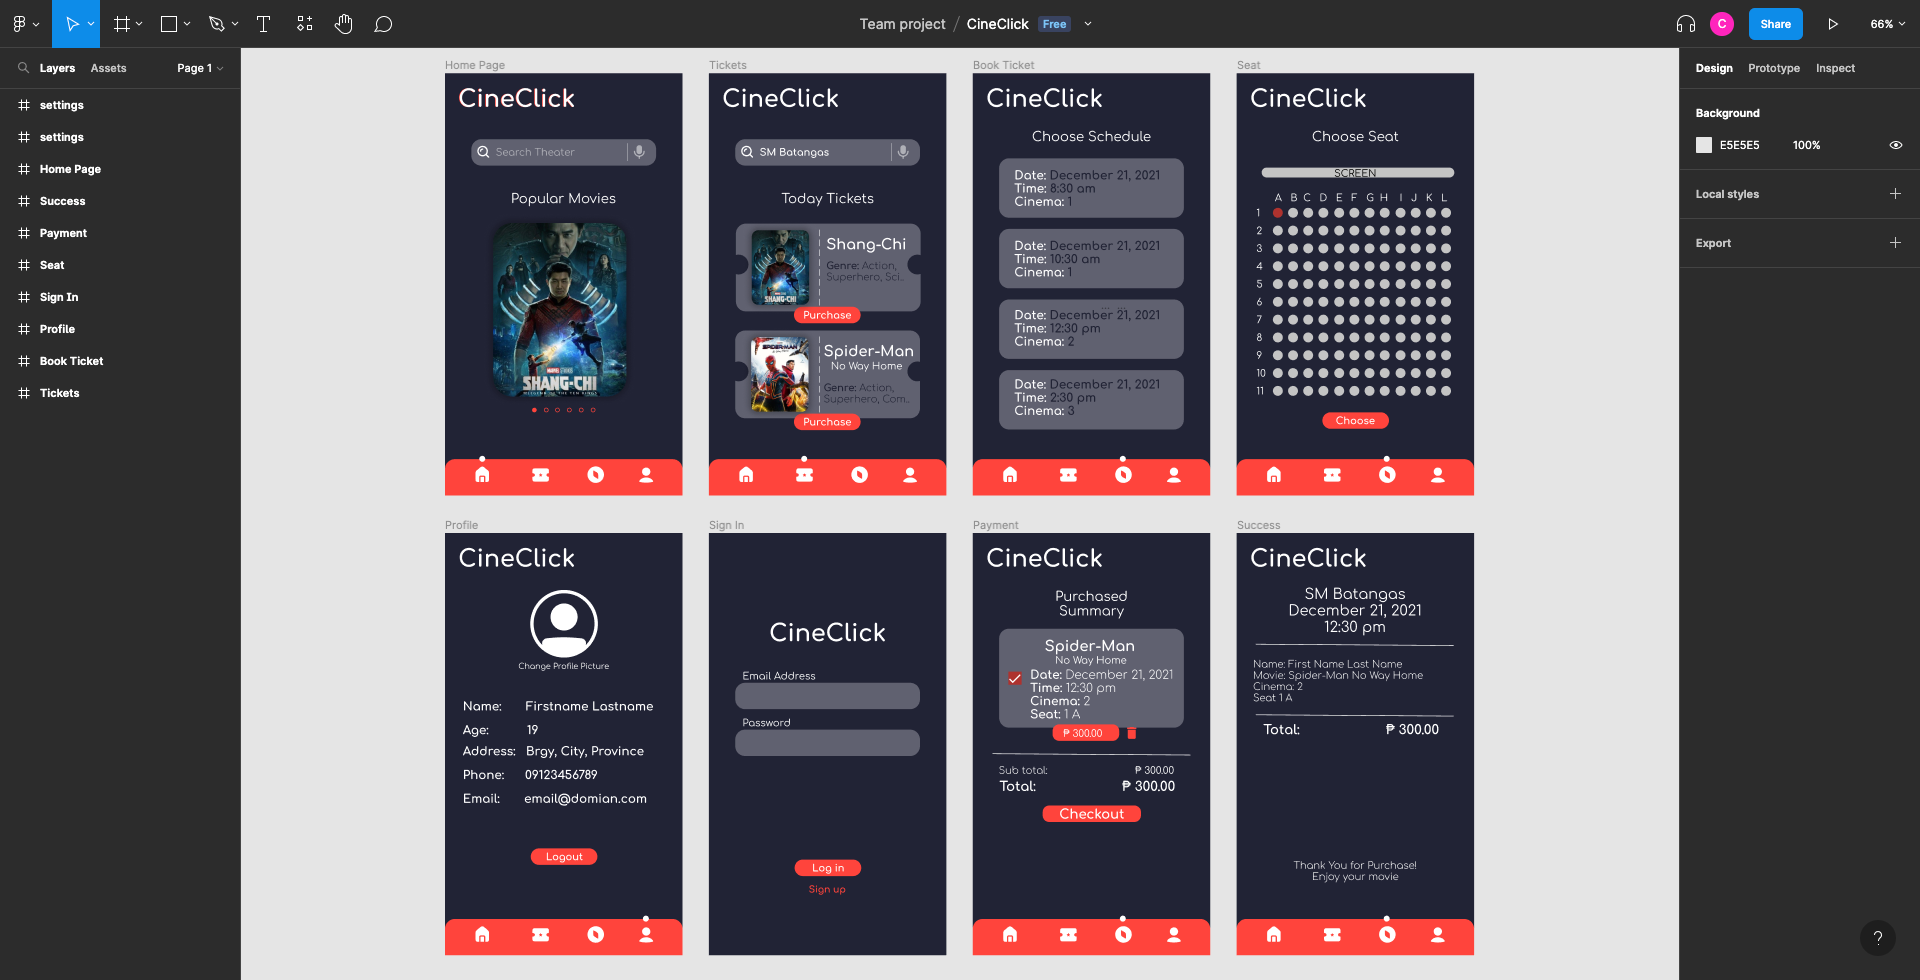 Team project / CineClick Free
C
Share
66%
Layers
Assets
Page 1
settings
settings
Home Page
Success
Payment
Seat
Sign In
Profile
Book Ticket
Tickets
Home Page
CineClick
Search Theater
Popular Movies
MARVEL STUDIOS
SHANG-CHI
Tickets
CineClick
SM Batangas
Today Tickets
SHANG-CHI
Shang-Chi
Genre: Action,
Superhero, Sci..
Purchase
SPIDER-MAN
Spider-Man
No Way Home
Genre: Action,
Superhero, Com..
Purchase
Book Ticket
CineClick
Choose Schedule
Date: December 21, 2021
Time: 8:30 am
Cinema: 1
Date: December 21, 2021
Time: 10:30 am
Cinema: 1
Date: December 21, 2021
Time: 12:30 pm
Cinema: 2
Date: December 21, 2021
Time: 2:30 pm
Cinema: 3
Seat
CineClick
Choose Seat
SCREEN
A B C D E F G H I J K L
1
2
3
4
5
6
7
8
9
10
11
Choose
Profile
CineClick
Change Profile Picture
Name: Firstname Lastname
Age: 19
Address: Brgy, City, Province
Phone: 09123456789
Email: email@domian.com
Logout
Sign In
CineClick
Email Address
Password
Log in
Sign up
Payment
CineClick
Purchased
Summary
Spider-Man
No Way Home
Date: December 21, 2021
Time: 12:30 pm
Cinema: 2
Seat: 1 A
₱ 300.00
Sub total: ₱ 300.00
Total: ₱ 300.00
Checkout
Success
CineClick
SM Batangas
December 21, 2021
12:30 pm
Name: First Name Last Name
Movie: Spider-Man No Way Home
Cinema: 2
Seat 1 A
Total: ₱ 300.00
Thank You for Purchase!
Enjoy your movie
Design
Prototype
Inspect
Background
E5E5E5 100%
Local styles
Export
?